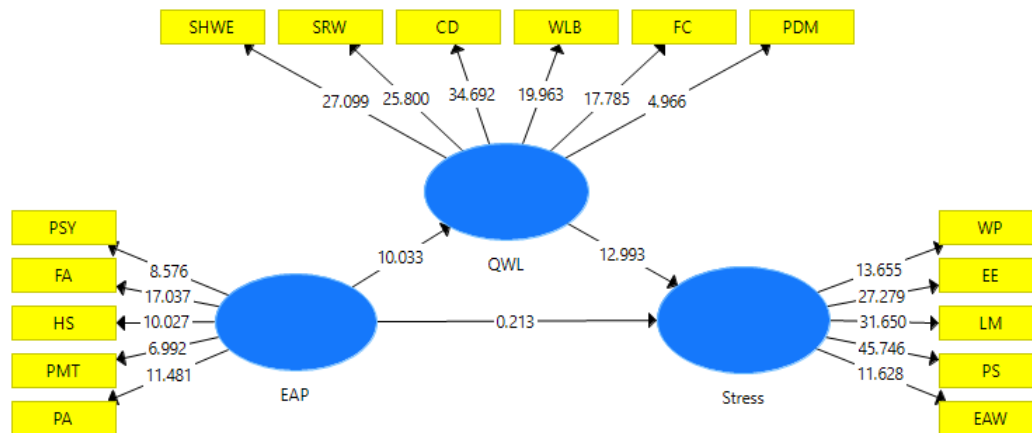 SHWE SRW CD WLB FC PDM
27.099 25.800 34.692 19.963 17.785 4.966
PSY
FA
HS
PMT
PA
8.576
17.037
10.027
6.992
11.481
EAP
10.033
QWL
12.993
0.213
Stress
13.655
27.279
31.650
45.746
11.628
WP
EE
LM
PS
EAW